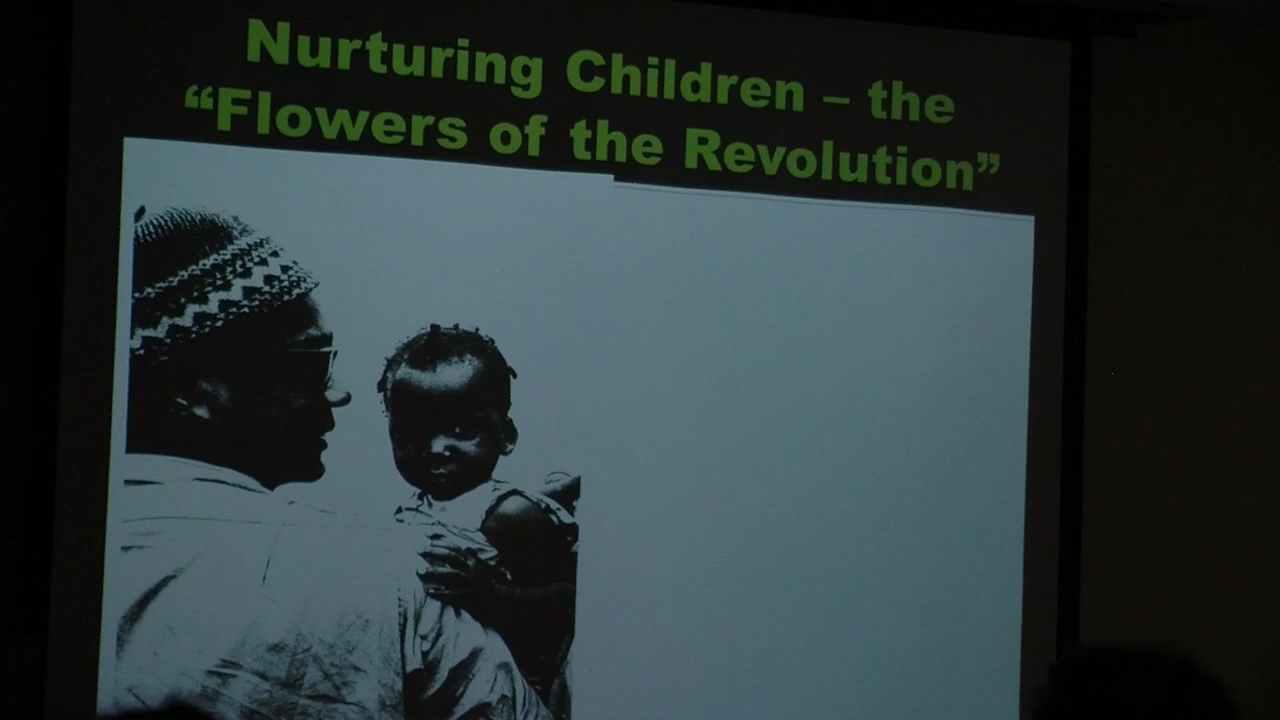 Nurturing Children – the
“Flowers of the Revolution”